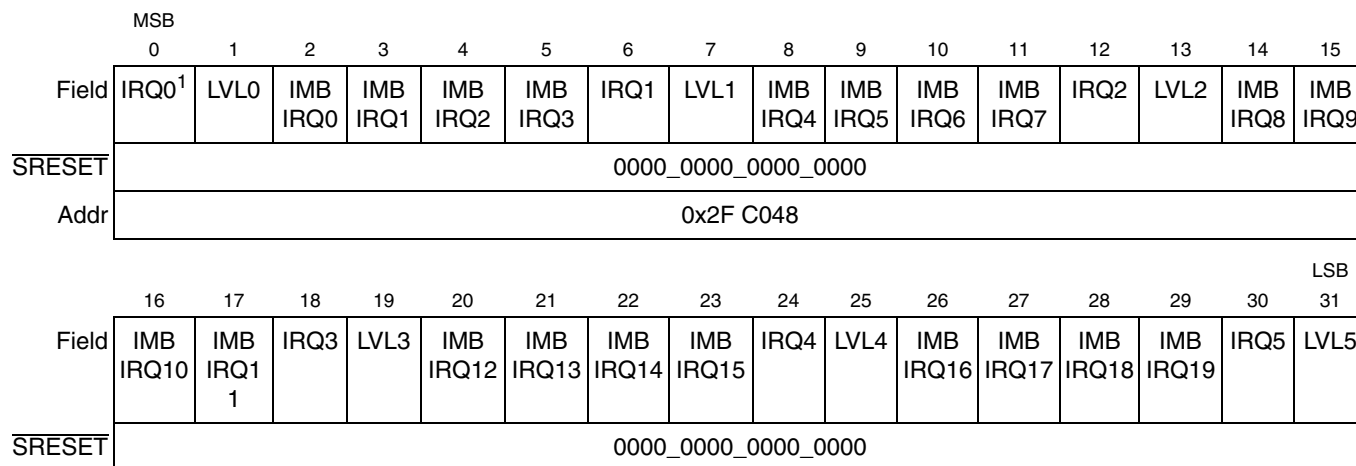 MSB
0 1 2 3 4 5 6 7 8 9 10 11 12 13 14 15
Field IRQ0¹ LVL0 IMB IMB IMB IMB IRQ1 LVL1 IMB IMB IMB IMB IRQ2 LVL2 IMB IMB
IRQ0 IRQ1 IRQ2 IRQ3 IRQ4 IRQ5 IRQ6 IRQ7 IRQ8 IRQ9
SRESET 0000_0000_0000_0000
Addr 0x2F C048
LSB
16 17 18 19 20 21 22 23 24 25 26 27 28 29 30 31
Field IMB IMB IRQ3 LVL3 IMB IMB IMB IMB IRQ4 LVL4 IMB IMB IMB IMB IRQ5 LVL5
IRQ10 IRQ1 IRQ12 IRQ13 IRQ14 IRQ15 IRQ16 IRQ17 IRQ18 IRQ19
1
SRESET 0000_0000_0000_0000